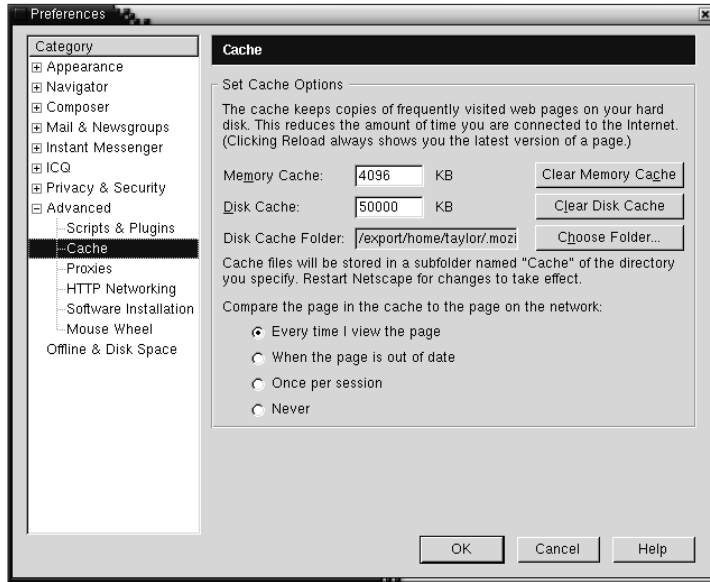 Preferences
Category
Appearance
Navigator
Composer
Mail & Newsgroups
Instant Messenger
ICQ
Privacy & Security
Advanced
Scripts & Plugins
Cache
Proxies
HTTP Networking
Software Installation
Mouse Wheel
Offline & Disk Space
Cache
Set Cache Options
The cache keeps copies of frequently visited web pages on your hard
disk. This reduces the amount of time you are connected to the Internet.
(Clicking Reload always shows you the latest version of a page.)
Memory Cache: 4096 KB Clear Memory Cache
Disk Cache: 50000 KB Clear Disk Cache
Disk Cache Folder: /export/home/taylor/.mozi Choose Folder...
Cache files will be stored in a subfolder named "Cache" of the directory
you specify. Restart Netscape for changes to take effect.
Compare the page in the cache to the page on the network:
Every time I view the page
When the page is out of date
Once per session
Never
OK Cancel Help